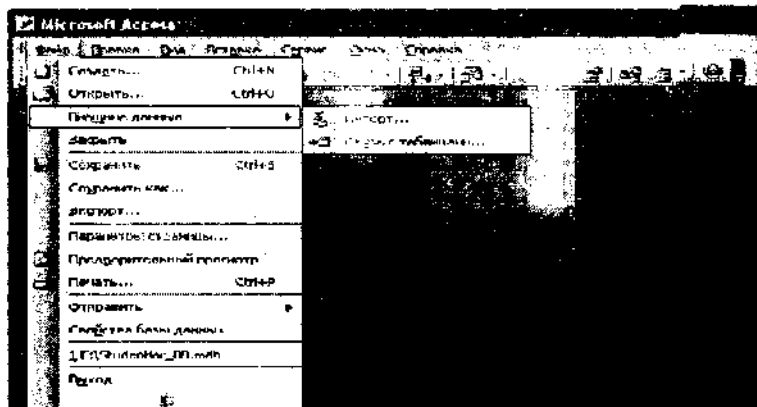 Microsoft Access
Файл Правка Вид Вставка Сервис Окно Справка
Создать... Ctrl+N
Открыть... Ctrl+O
Внешние данные
Импорт...
Связь с таблицами...
Закрыть
Сохранить Ctrl+S
Сохранить как...
Экспорт...
Параметры страницы...
Предварительный просмотр
Печать... Ctrl+P
Отправить
Свойства базы данных
Выход